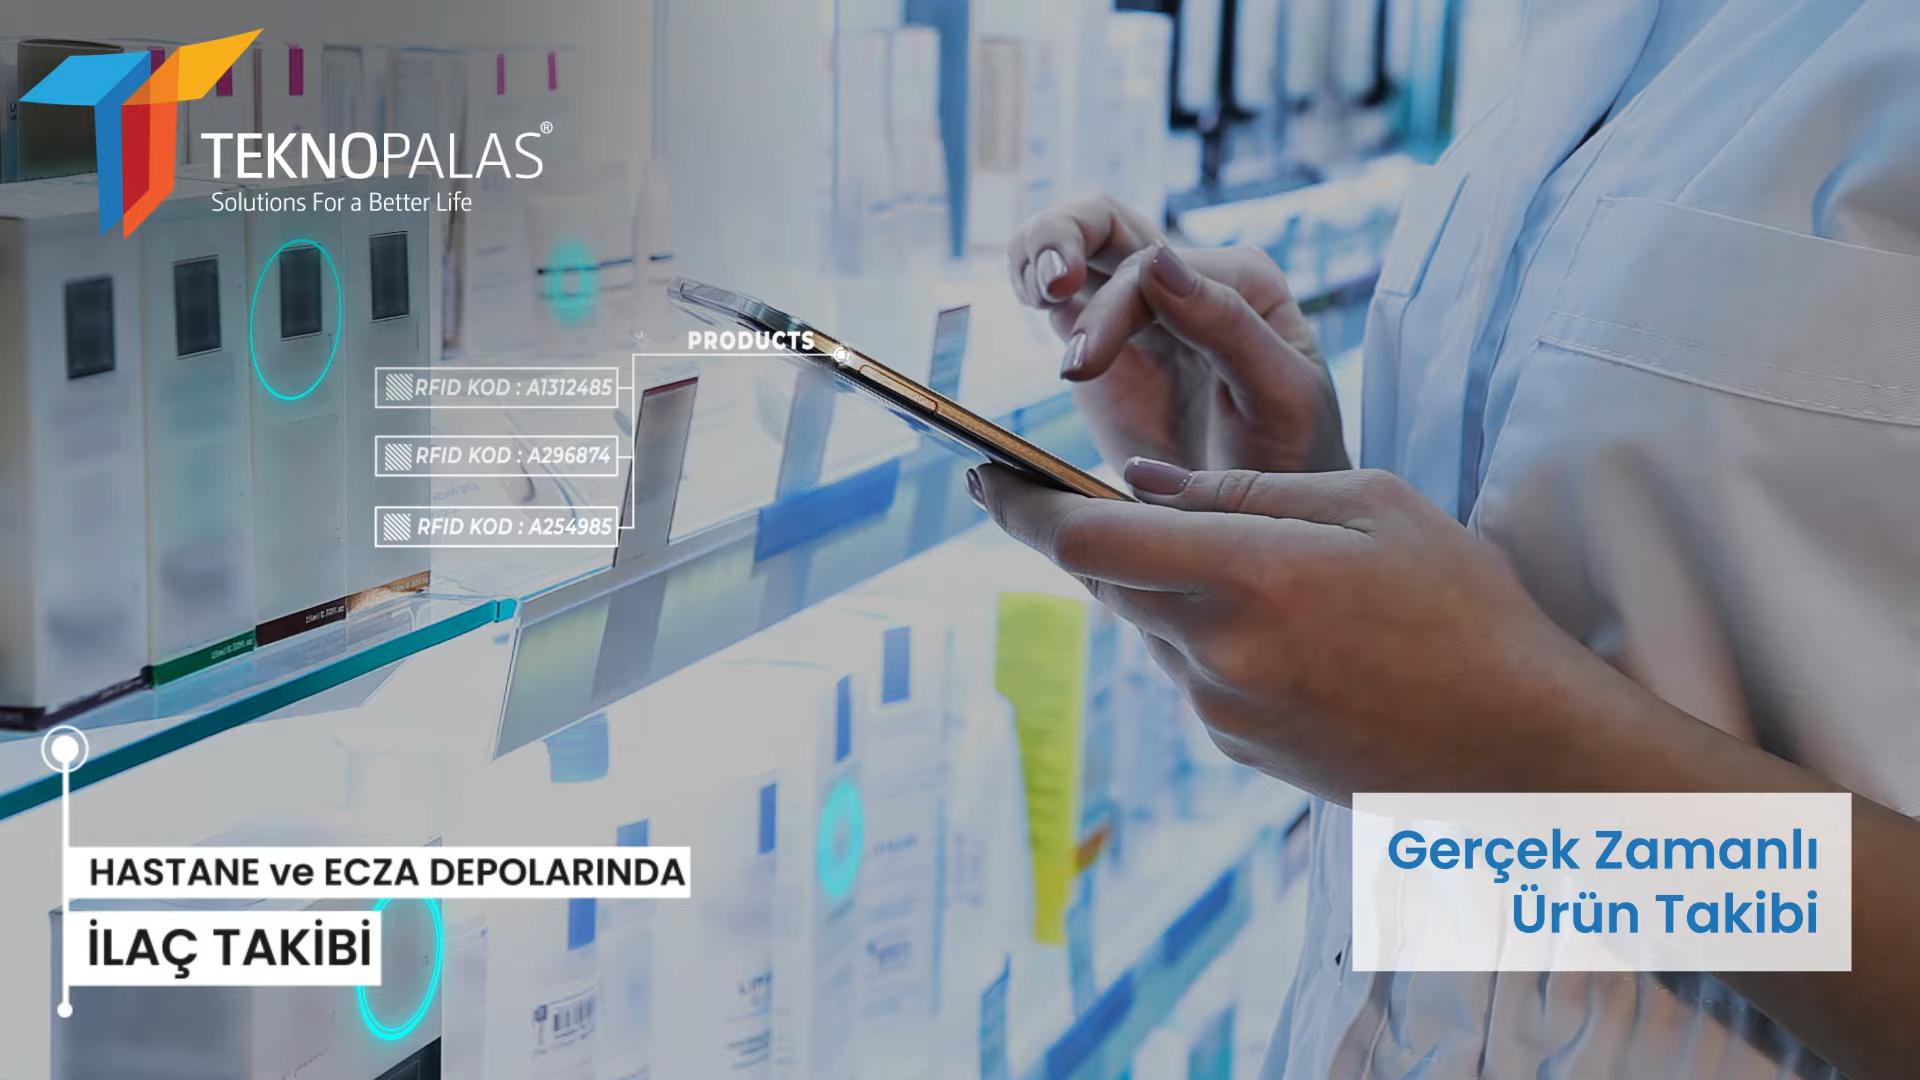 TEKNOPALAS®
Solutions For a Better Life
PRODUCTS
RFID KOD : A1312485
RFID KOD : A296874
RFID KOD : A254985
HASTANE ve ECZA DEPOLARINDA
İLAÇ TAKİBİ
Gerçek Zamanlı
Ürün Takibi